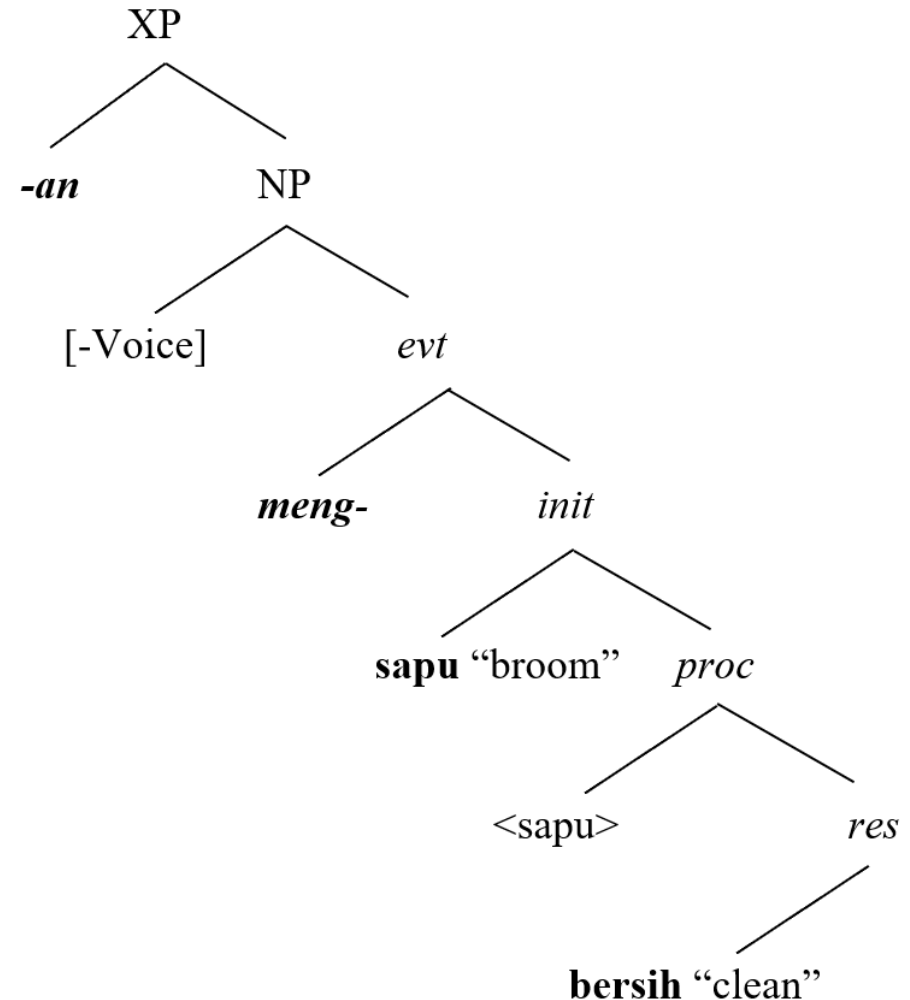 XP
-an NP
[-Voice] evt
meng- init
sapu “broom” proc
<sapu> res
bersih “clean”